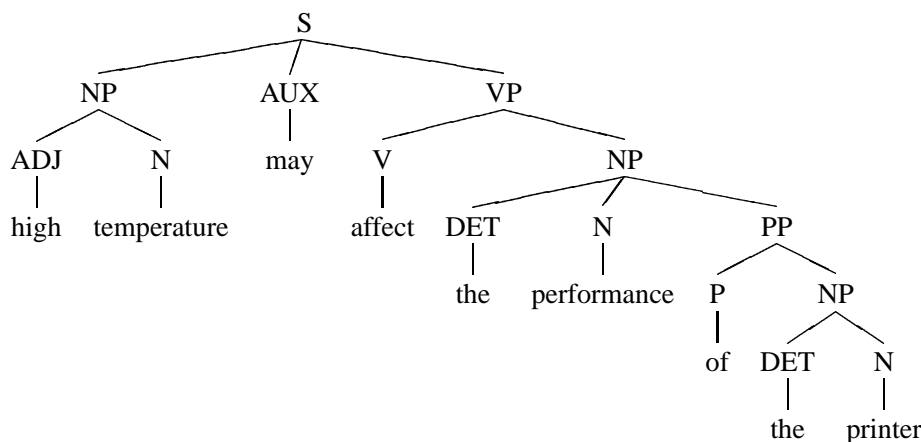 S
NP AUX VP
ADJ N may V NP
high temperature affect DET N PP
the performance P NP
of DET N
the printer